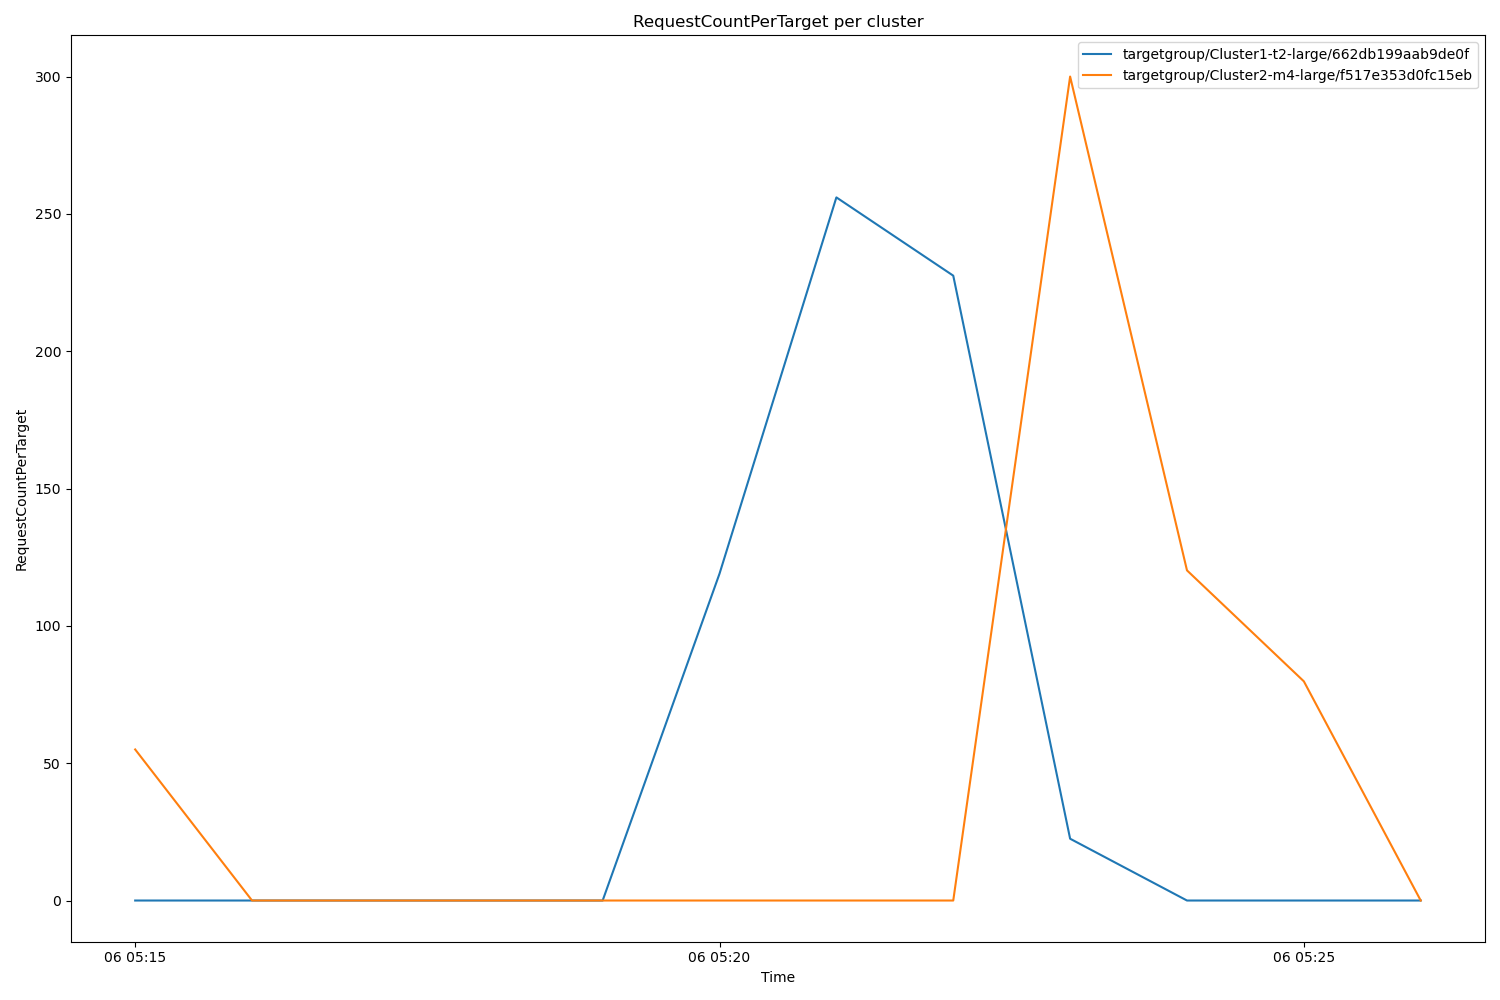 RequestCountPerTarget per cluster
targetgroup/Cluster1-t2-large/662db199aab9de0f
targetgroup/Cluster2-m4-large/f517e353d0fc15eb
RequestCountPerTarget
300
250
200
150
100
50
0
06 05:15
06 05:20
06 05:25
Time